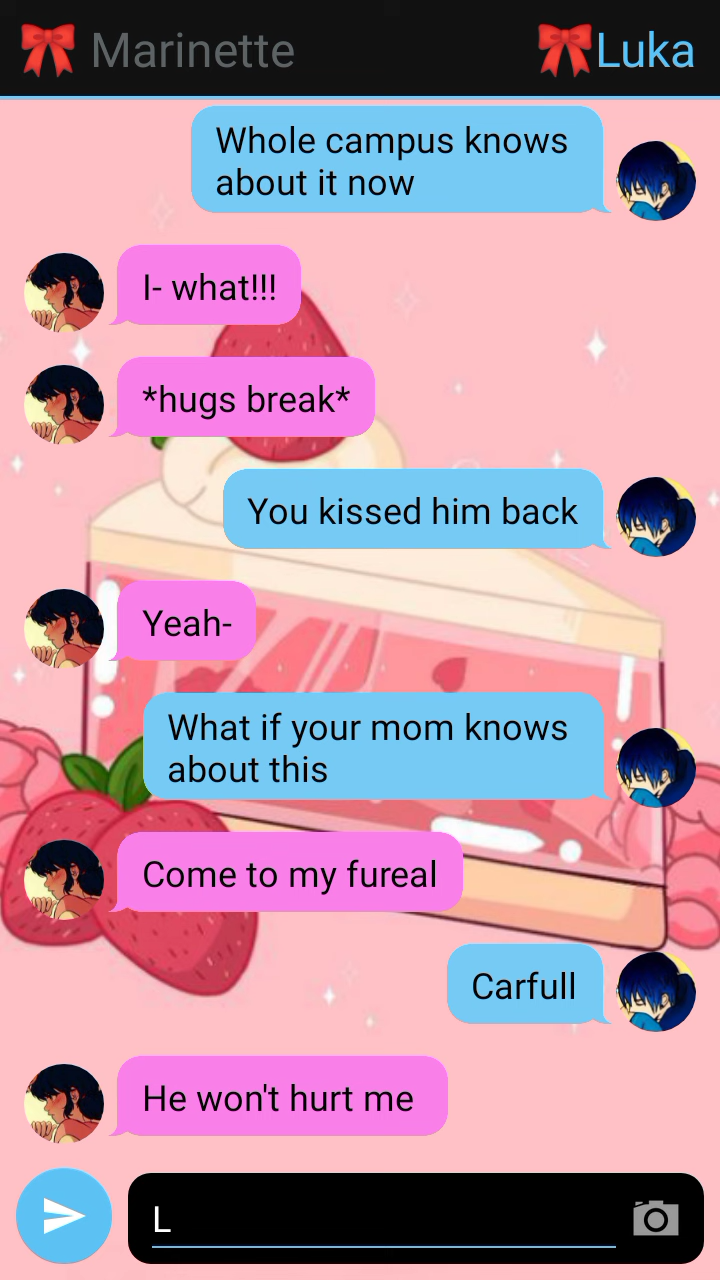 🎀 Marinette 🎀Luka
Whole campus knows
about it now
I- what!!!
*hugs break*
You kissed him back
Yeah-
What if your mom knows
about this
Come to my fureal
Carfull
He won't hurt me
L